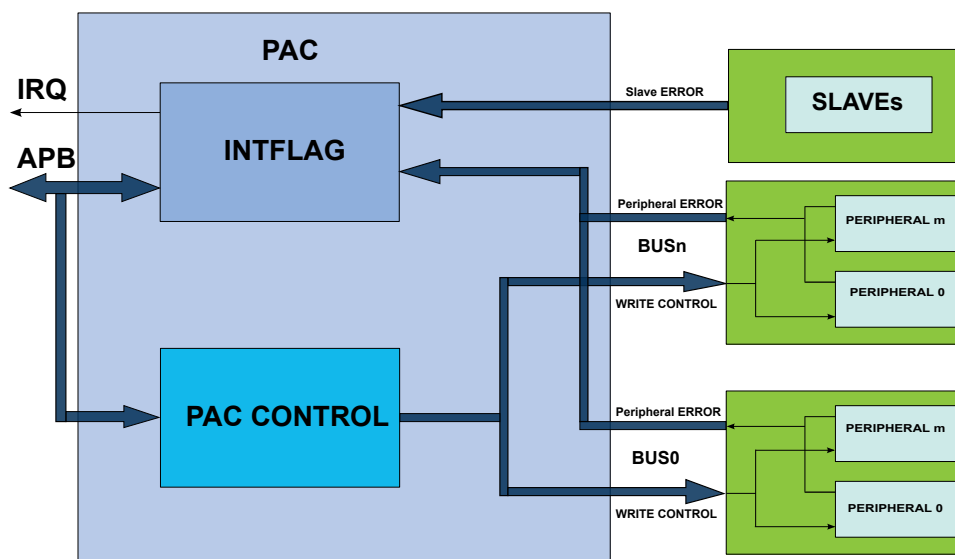 PAC
IRQ
Slave ERROR
SLAVEs
INTFLAG
APB
Peripheral ERROR
PERIPHERAL m
BUSn
PERIPHERAL 0
WRITE CONTROL
PAC CONTROL
Peripheral ERROR
PERIPHERAL m
BUS0
PERIPHERAL 0
WRITE CONTROL